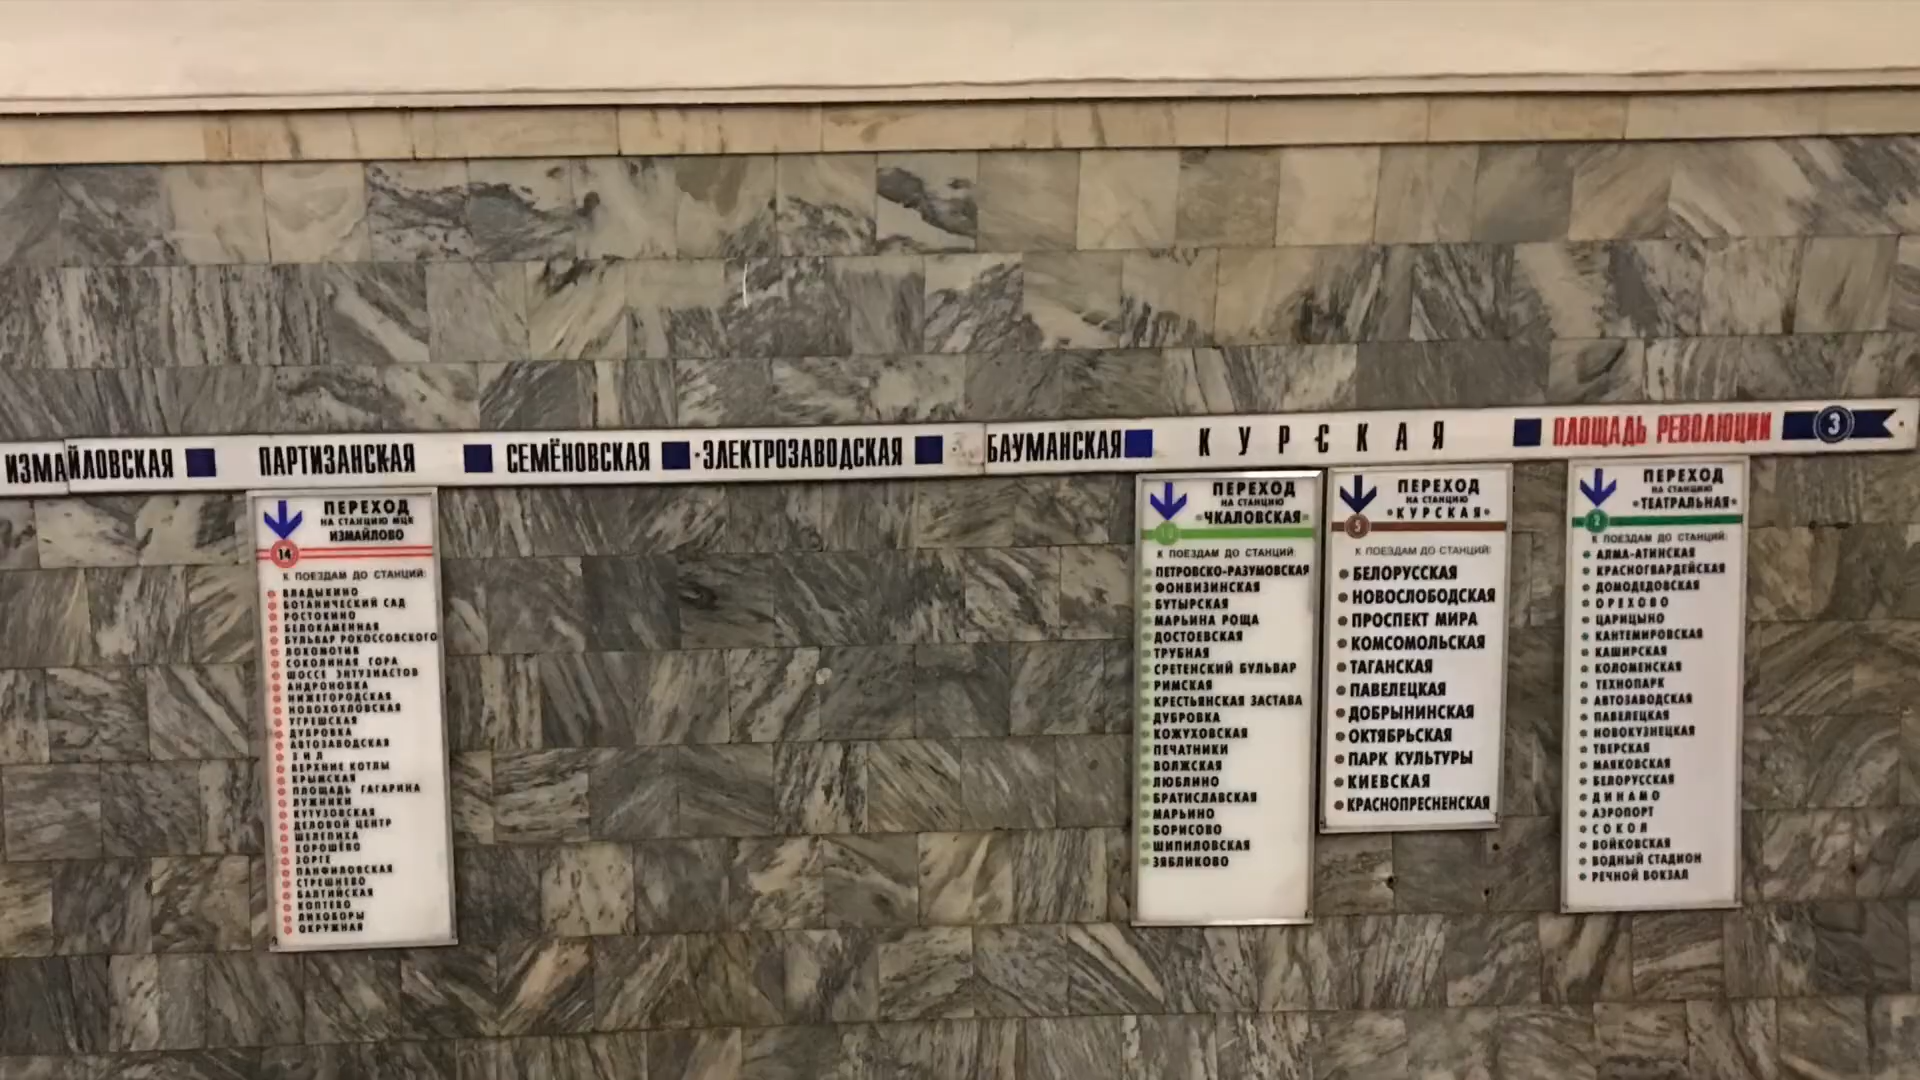 ИЗМАЙЛОВСКАЯ ПАРТИЗАНСКАЯ СЕМЁНОВСКАЯ ЭЛЕКТРОЗАВОДСКАЯ БАУМАНСКАЯ КУРСКАЯ ПЛОЩАДЬ РЕВОЛЮЦИИ 3
ПЕРЕХОД
НА СТАНЦИЮ МЦК
ИЗМАЙЛОВО
14
К ПОЕЗДАМ ДО СТАНЦИЙ:
ВЛАДЫКИНО
БОТАНИЧЕСКИЙ САД
РОСТОКИНО
БЕЛОКАМЕННАЯ
БУЛЬВАР РОКОССОВСКОГО
ЛОКОМОТИВ
СОКОЛИНАЯ ГОРА
ШОССЕ ЭНТУЗИАСТОВ
АНДРОНОВКА
НИЖЕГОРОДСКАЯ
НОВОХОХЛОВСКАЯ
УГРЕШСКАЯ
ДУБРОВКА
АВТОЗАВОДСКАЯ
ЗИЛ
ВЕРХНИЕ КОТЛЫ
КРЫМСКАЯ
ПЛОЩАДЬ ГАГАРИНА
ЛУЖНИКИ
КУТУЗОВСКАЯ
ДЕЛОВОЙ ЦЕНТР
ШЕЛЕПИХА
ХОРОШЁВО
ЗОРГЕ
ПАНФИЛОВСКАЯ
СТРЕШНЕВО
БАЛТИЙСКАЯ
КОПТЕВО
ЛИХОБОРЫ
ОКРУЖНАЯ
ПЕРЕХОД
НА СТАНЦИЮ
«ЧКАЛОВСКАЯ»
10
К ПОЕЗДАМ ДО СТАНЦИЙ:
ПЕТРОВСКО-РАЗУМОВСКАЯ
ФОНВИЗИНСКАЯ
БУТЫРСКАЯ
МАРЬИНА РОЩА
ДОСТОЕВСКАЯ
ТРУБНАЯ
СРЕТЕНСКИЙ БУЛЬВАР
РИМСКАЯ
КРЕСТЬЯНСКАЯ ЗАСТАВА
ДУБРОВКА
КОЖУХОВСКАЯ
ПЕЧАТНИКИ
ВОЛЖСКАЯ
ЛЮБЛИНО
БРАТИСЛАВСКАЯ
МАРЬИНО
БОРИСОВО
ШИПИЛОВСКАЯ
ЗЯБЛИКОВО
ПЕРЕХОД
НА СТАНЦИЮ
«КУРСКАЯ»
5
К ПОЕЗДАМ ДО СТАНЦИЙ:
БЕЛОРУССКАЯ
НОВОСЛОБОДСКАЯ
ПРОСПЕКТ МИРА
КОМСОМОЛЬСКАЯ
ТАГАНСКАЯ
ПАВЕЛЕЦКАЯ
ДОБРЫНИНСКАЯ
ОКТЯБРЬСКАЯ
ПАРК КУЛЬТУРЫ
КИЕВСКАЯ
КРАСНОПРЕСНЕНСКАЯ
ПЕРЕХОД
НА СТАНЦИЮ
«ТЕАТРАЛЬНАЯ»
2
К ПОЕЗДАМ ДО СТАНЦИЙ:
АЛМА-АТИНСКАЯ
КРАСНОГВАРДЕЙСКАЯ
ДОМОДЕДОВСКАЯ
ОРЕХОВО
ЦАРИЦЫНО
КАНТЕМИРОВСКАЯ
КАШИРСКАЯ
КОЛОМЕНСКАЯ
ТЕХНОПАРК
АВТОЗАВОДСКАЯ
ПАВЕЛЕЦКАЯ
НОВОКУЗНЕЦКАЯ
ТВЕРСКАЯ
МАЯКОВСКАЯ
БЕЛОРУССКАЯ
ДИНАМО
АЭРОПОРТ
СОКОЛ
ВОЙКОВСКАЯ
ВОДНЫЙ СТАДИОН
РЕЧНОЙ ВОКЗАЛ